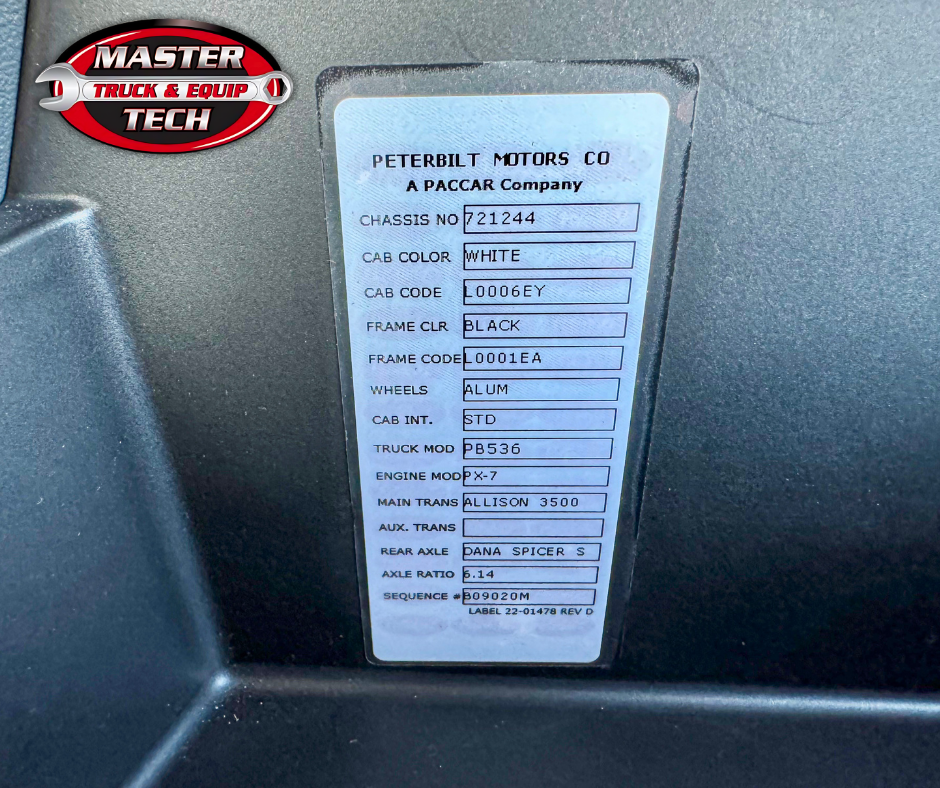 MASTER
TRUCK & EQUIP
TECH
PETERBILT MOTORS CO
A PACCAR Company
CHASSIS NO 721244
CAB COLOR WHITE
CAB CODE L0006EY
FRAME CLR BLACK
FRAME CODE L0001EA
WHEELS ALUM
CAB INT. STD
TRUCK MOD PB536
ENGINE MOD PX-7
MAIN TRANS ALLISON 3500
AUX. TRANS
REAR AXLE DANA SPICER S
AXLE RATIO 6.14
SEQUENCE # B09020M
LABEL 22-01478 REV D